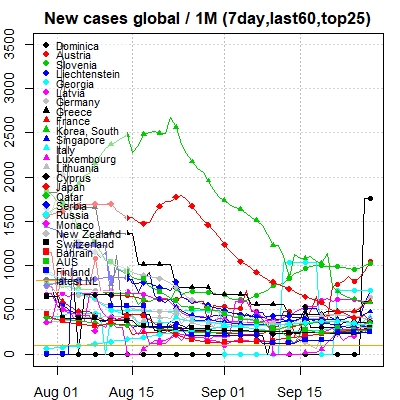 New cases global / 1M (7day,last60,top25)
3500
3000
2500
2000
1500
1000
500
0
Dominica
Austria
Slovenia
Liechtenstein
Georgia
Latvia
Germany
Greece
France
Korea, South
Singapore
Italy
Luxembourg
Lithuania
Cyprus
Japan
Qatar
Serbia
Russia
Monaco
New Zealand
Switzerland
Bahrain
AUS
Finland
latest NL
Aug 01
Aug 15
Sep 01
Sep 15